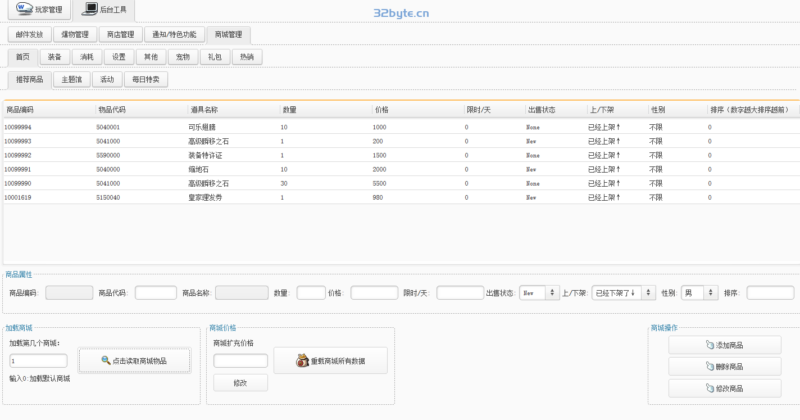 玩家管理 后台工具
32byte.cn
邮件发放 爆物管理 商店管理 通知/特色功能 商城管理
首页 装备 消耗 设置 其他 宠物 礼包 热销
推荐商品 主题馆 活动 每日特卖
商品编码 物品代码 道具名称 数量 价格 限时/天 出售状态 上/下架 性别 排序（数字越大排序越前）
10099994 5040001 可乐椴膳 10 1000 0 None 已经上架↑ 不限 0
10099993 5041000 高级瞬移之石 1 200 0 New 已经上架↑ 不限 0
10099992 5590000 装备特许证 1 1500 0 None 已经上架↑ 不限 0
10099991 5040000 缩地石 10 2000 0 New 已经上架↑ 不限 0
10099990 5041000 高级瞬移之石 30 5500 0 None 已经上架↑ 不限 0
10001619 5150040 皇家理发券 1 980 0 New 已经上架↑ 不限 0
商品属性
商品编码: 商品代码: 商品名称: 数量: 价格: 限时/天: 出售状态: New 上/下架: 已经下架了↓ 性别: 男 排序:
加载商城 商城价格 商城操作
加载第几个商城: 商城扩充价格 添加商品
1 点击读取商城物品 重载商城所有数据 删除商品
输入0:加载默认商城 修改 修改商品